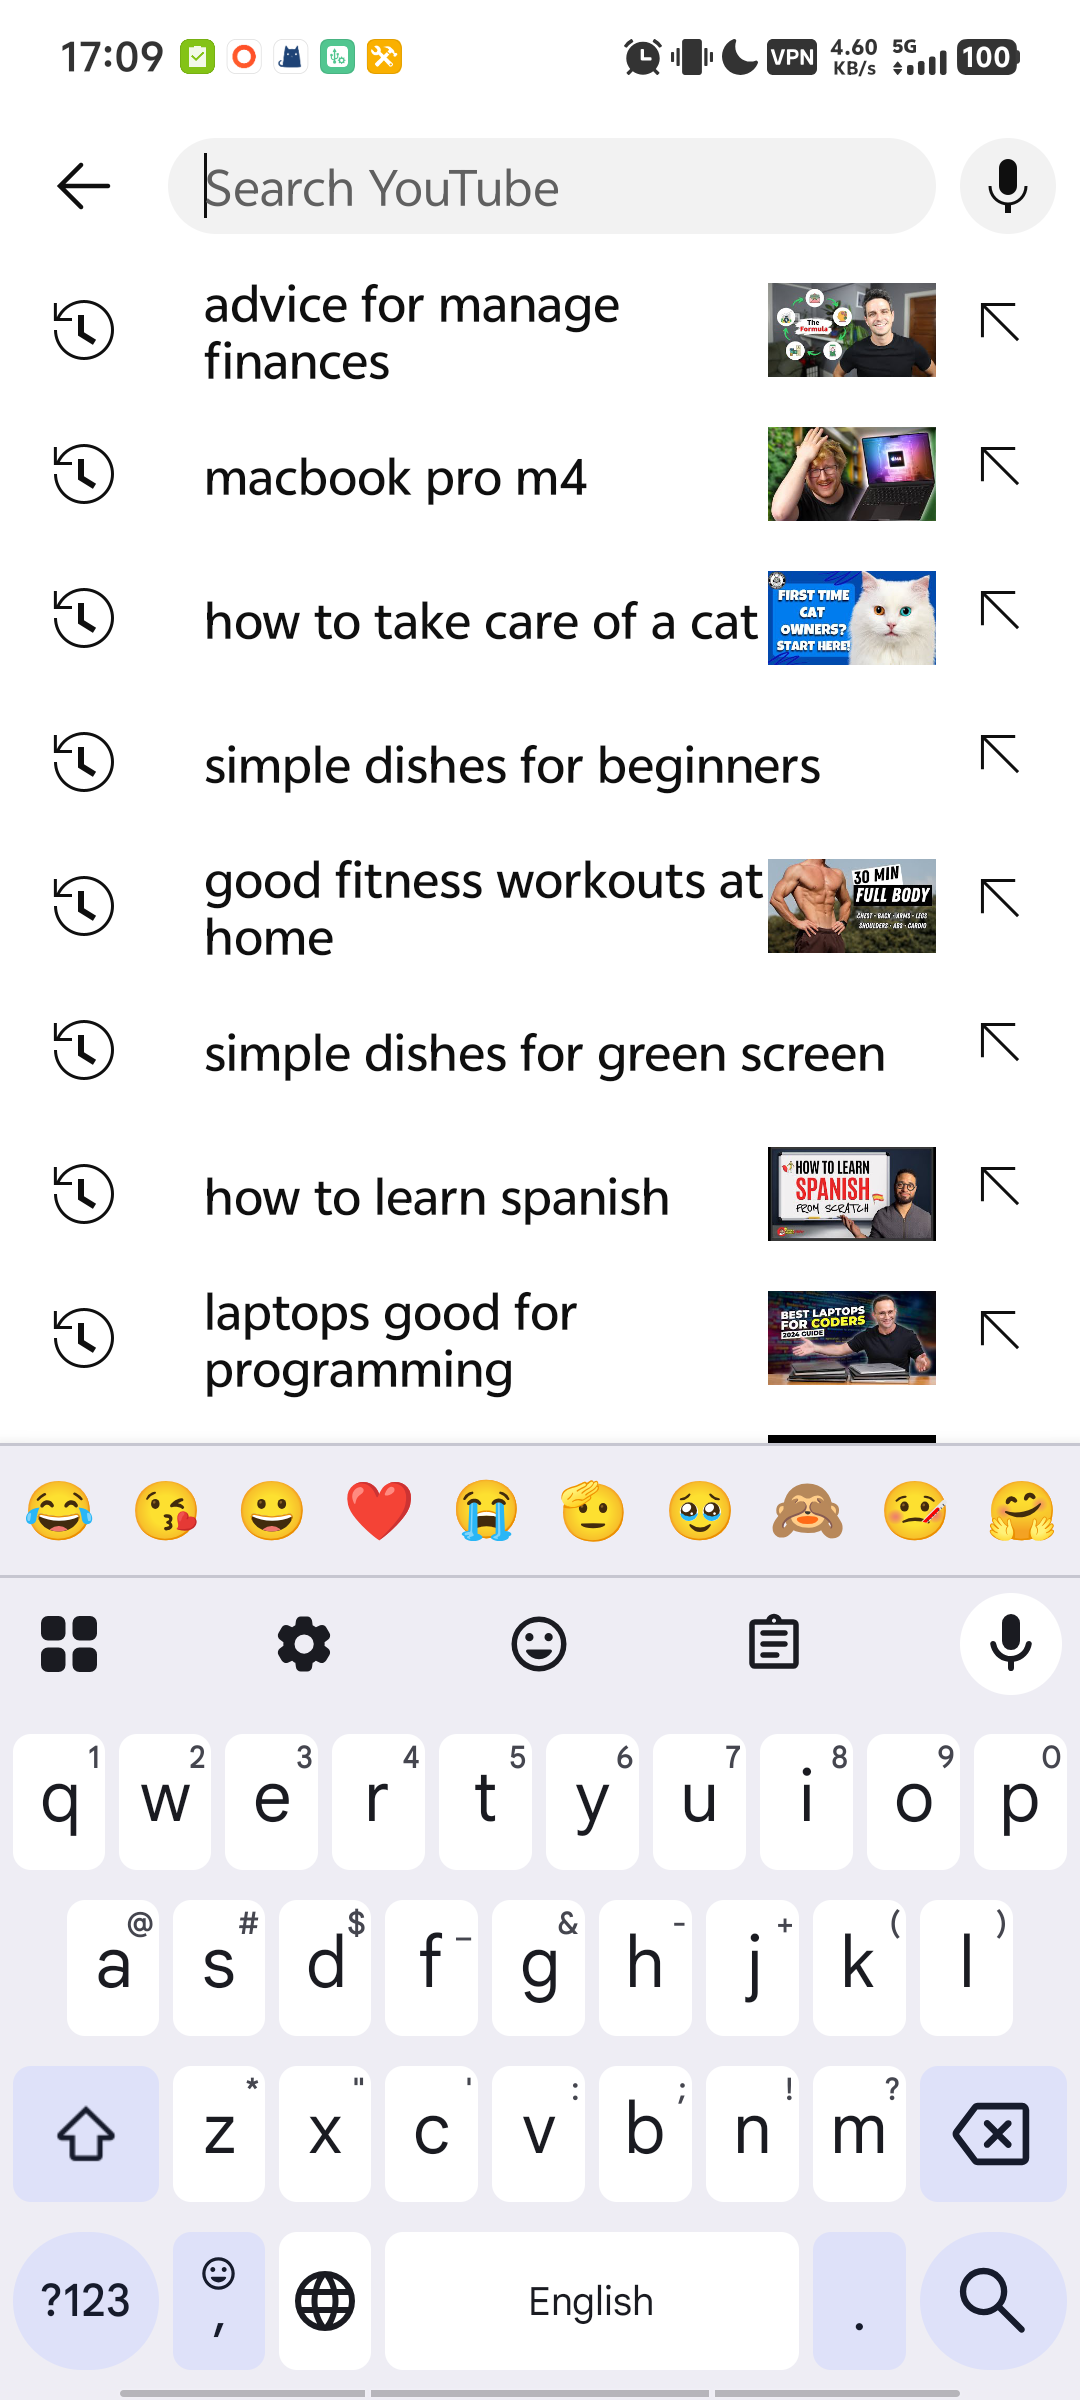 17:09
VPN
4.60
KB/s
5G
100
Search YouTube
advice for manage
finances
The
Formula
macbook pro m4
how to take care of a cat
FIRST TIME
CAT
OWNERS?
START HERE!
simple dishes for beginners
good fitness workouts at
home
30 MIN
FULL BODY
CHEST · BACK · ARMS · LEGS
SHOULDERS · ABS · CARDIO
simple dishes for green screen
how to learn spanish
HOW TO LEARN
SPANISH
FROM SCRATCH
laptops good for
programming
BEST LAPTOPS
FOR CODERS
2024 GUIDE
1 2 3 4 5 6 7 8 9 0
q w e r t y u i o p
@ # $ _ & - + ( )
a s d f g h j k l
* " ' : ; ! ?
z x c v b n m
?123
,
English
.